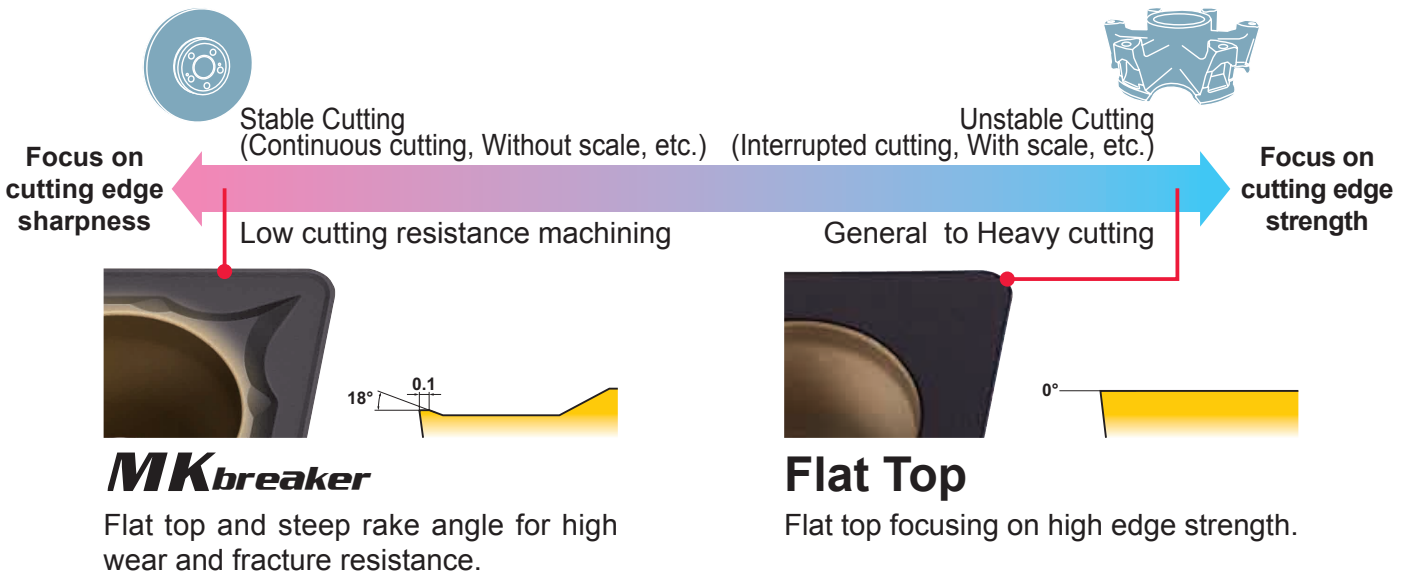 Stable Cutting
(Continuous cutting, Without scale, etc.)
Unstable Cutting
(Interrupted cutting, With scale, etc.)
Focus on
cutting edge
sharpness
Focus on
cutting edge
strength
Low cutting resistance machining
General to Heavy cutting
18°
0.1
0°
MK breaker
Flat top and steep rake angle for high
wear and fracture resistance.
Flat Top
Flat top focusing on high edge strength.